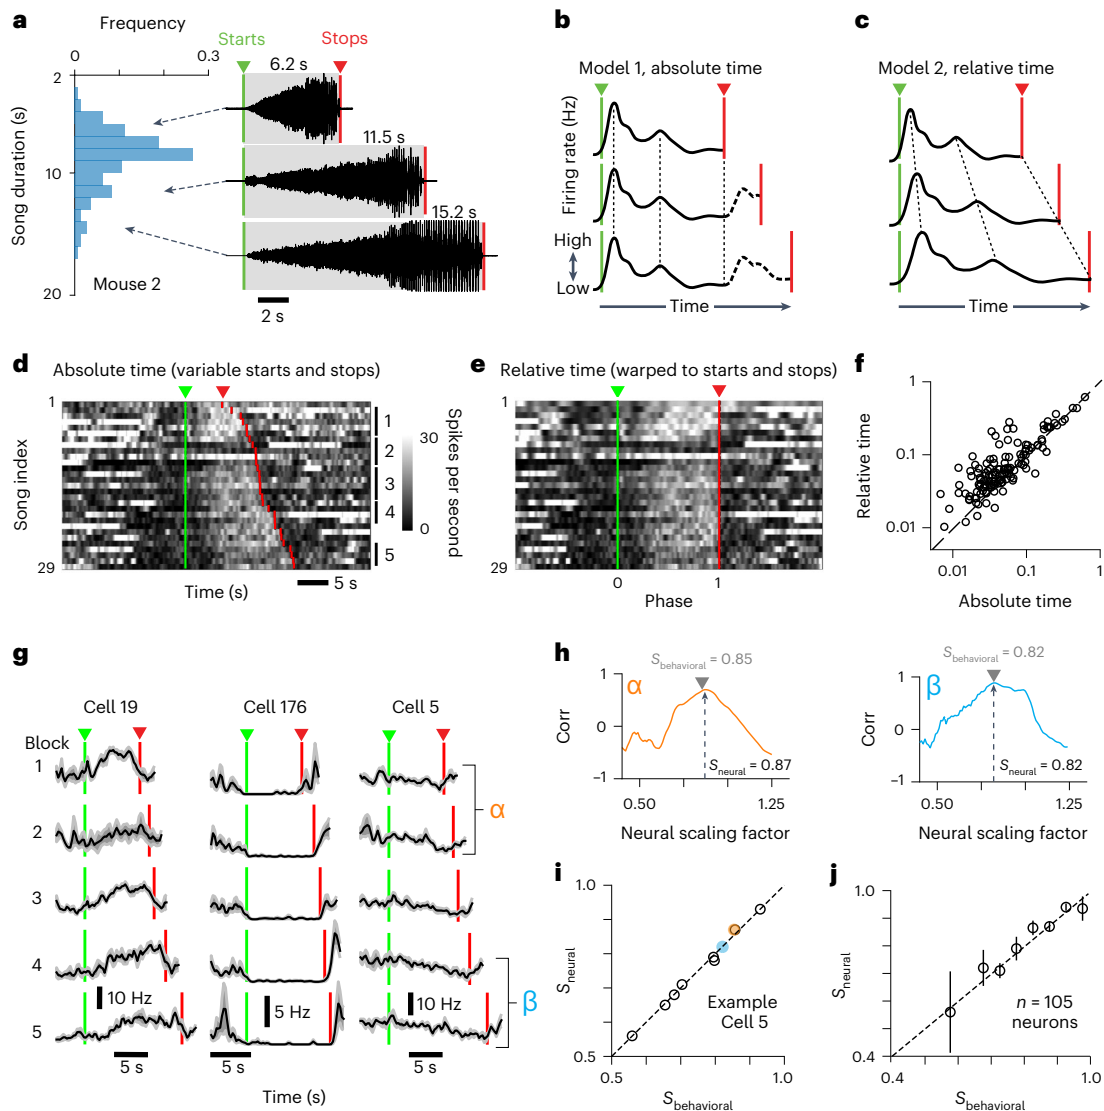 a
Frequency
0
0.3
Starts
Stops
2
10
20
Song duration (s)
Mouse 2
6.2 s
11.5 s
15.2 s
2 s
b
Model 1, absolute time
Firing rate (Hz)
High
Low
Time
c
Model 2, relative time
Time
d
Absolute time (variable starts and stops)
1
29
Song index
1
2
3
4
5
30
0
Spikes per second
Time (s)
5 s
e
Relative time (warped to starts and stops)
1
29
0
1
Phase
f
1
0.1
0.01
Relative time
0.01
0.1
1
Absolute time
g
Cell 19
Cell 176
Cell 5
Block
1
2
3
4
5
α
β
10 Hz
5 Hz
10 Hz
5 s
5 s
5 s
Time (s)
h
Sbehavioral = 0.85
α
1
0
−1
Corr
Sneural = 0.87
0.50
1.25
Neural scaling factor
Sbehavioral = 0.82
β
1
0
−1
Corr
Sneural = 0.82
0.50
1.25
Neural scaling factor
i
1.0
0.5
Sneural
Example
Cell 5
0.5
1.0
Sbehavioral
j
1.0
0.4
Sneural
n = 105
neurons
0.4
1.0
Sbehavioral